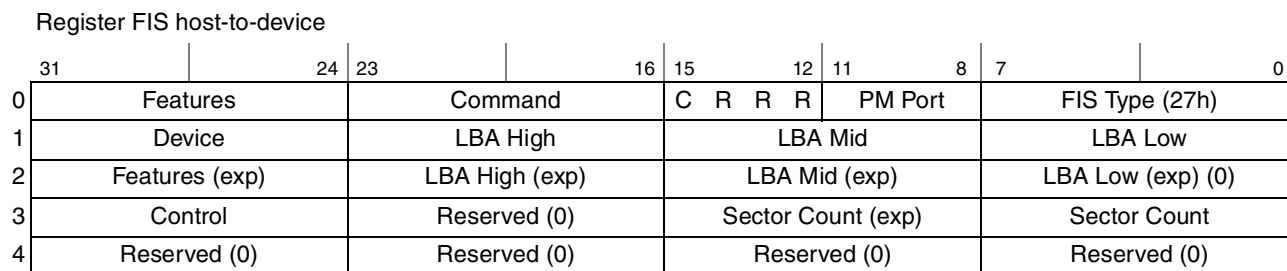 Register FIS host-to-device
31 24 23 16 15 12 11 8 7 0
0 Features Command C R R R PM Port FIS Type (27h)
1 Device LBA High LBA Mid LBA Low
2 Features (exp) LBA High (exp) LBA Mid (exp) LBA Low (exp) (0)
3 Control Reserved (0) Sector Count (exp) Sector Count
4 Reserved (0) Reserved (0) Reserved (0) Reserved (0)